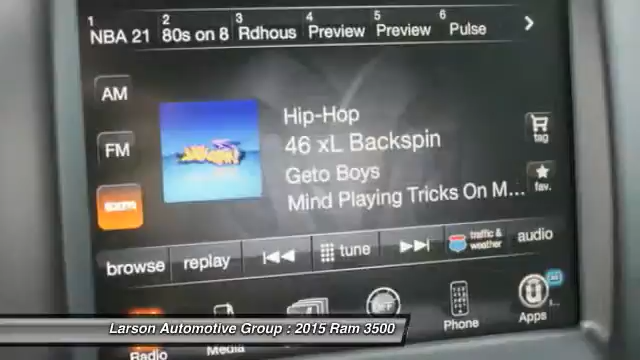 1 2 3 4 5 6
NBA 21 80s on 8 Rdhous Preview Preview Pulse
AM
Hip-Hop
46 xL Backspin
tag
FM
Geto Boys
fav.
Mind Playing Tricks On M...
browse replay tune traffic & weather audio
OFF
Phone
Apps
Radio Media
Larson Automotive Group : 2015 Ram 3500